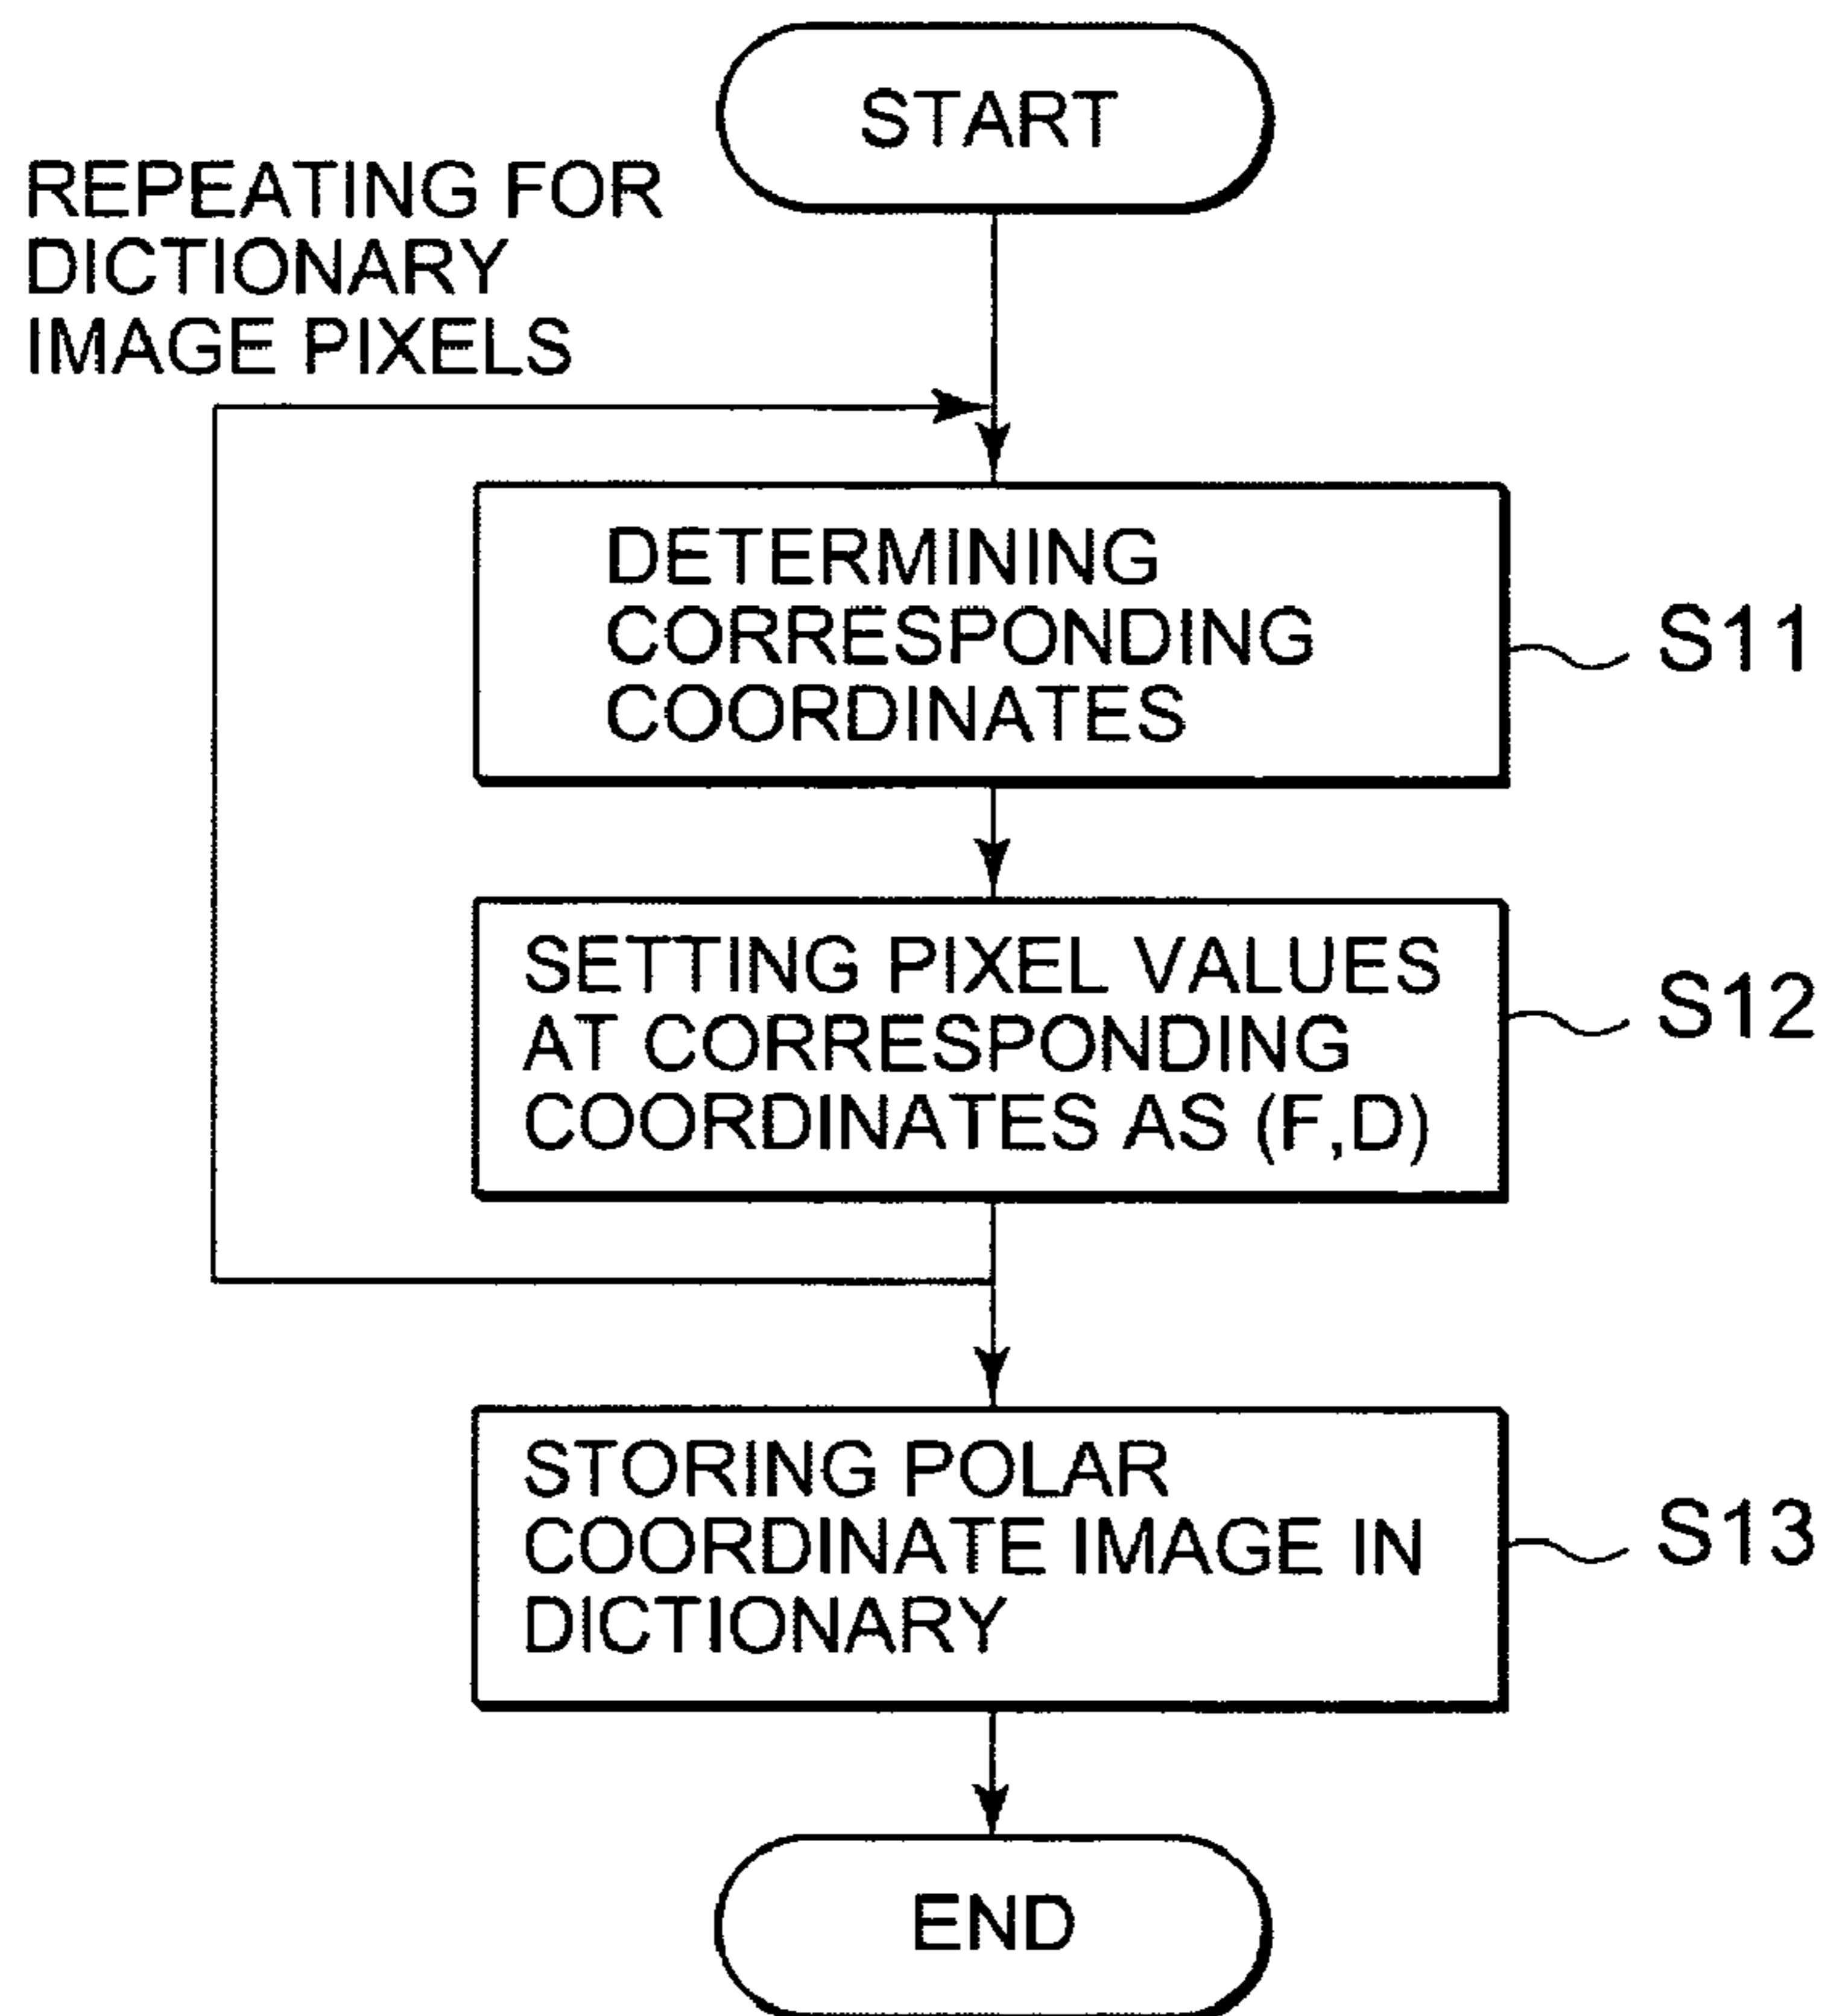 START
REPEATING FOR
DICTIONARY
IMAGE PIXELS
DETERMINING
CORRESPONDING
COORDINATES
S11
SETTING PIXEL VALUES
AT CORRESPONDING
COORDINATES AS (F,D)
S12
STORING POLAR
COORDINATE IMAGE IN
DICTIONARY
S13
END